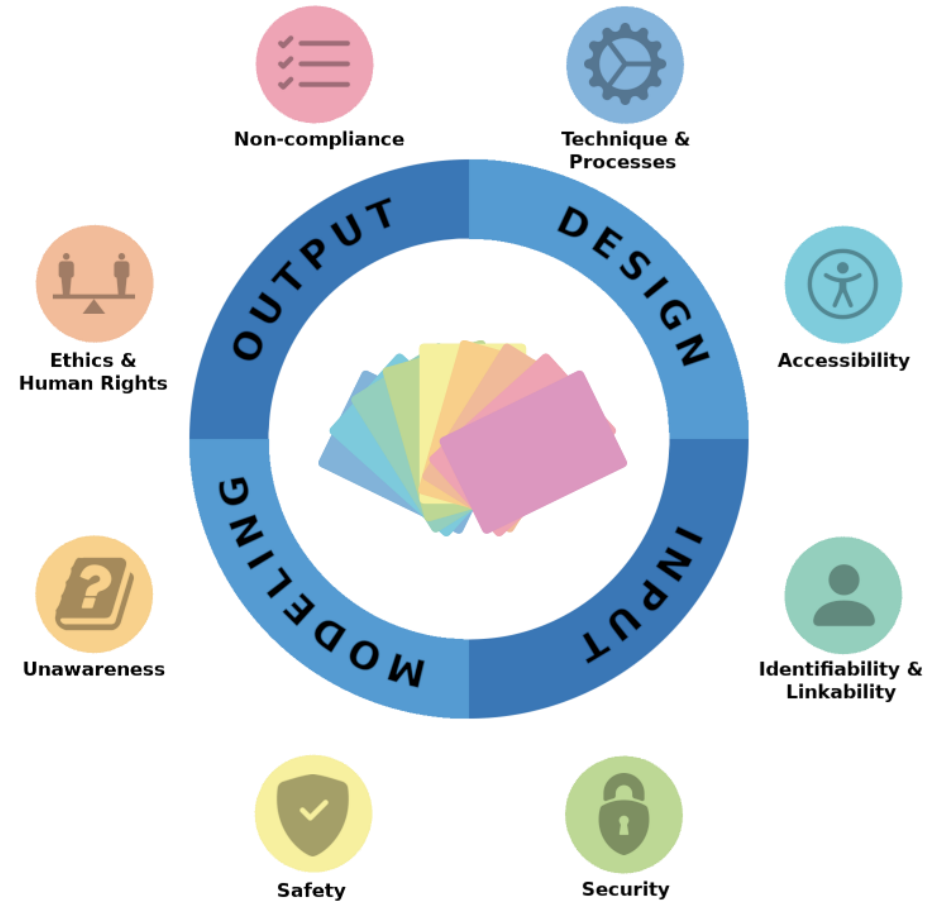 Non-compliance
Technique &
Processes
OUTPUT
DESIGN
Ethics &
Human Rights
Accessibility
MODELING
INPUT
Unawareness
Identifiability &
Linkability
Safety
Security